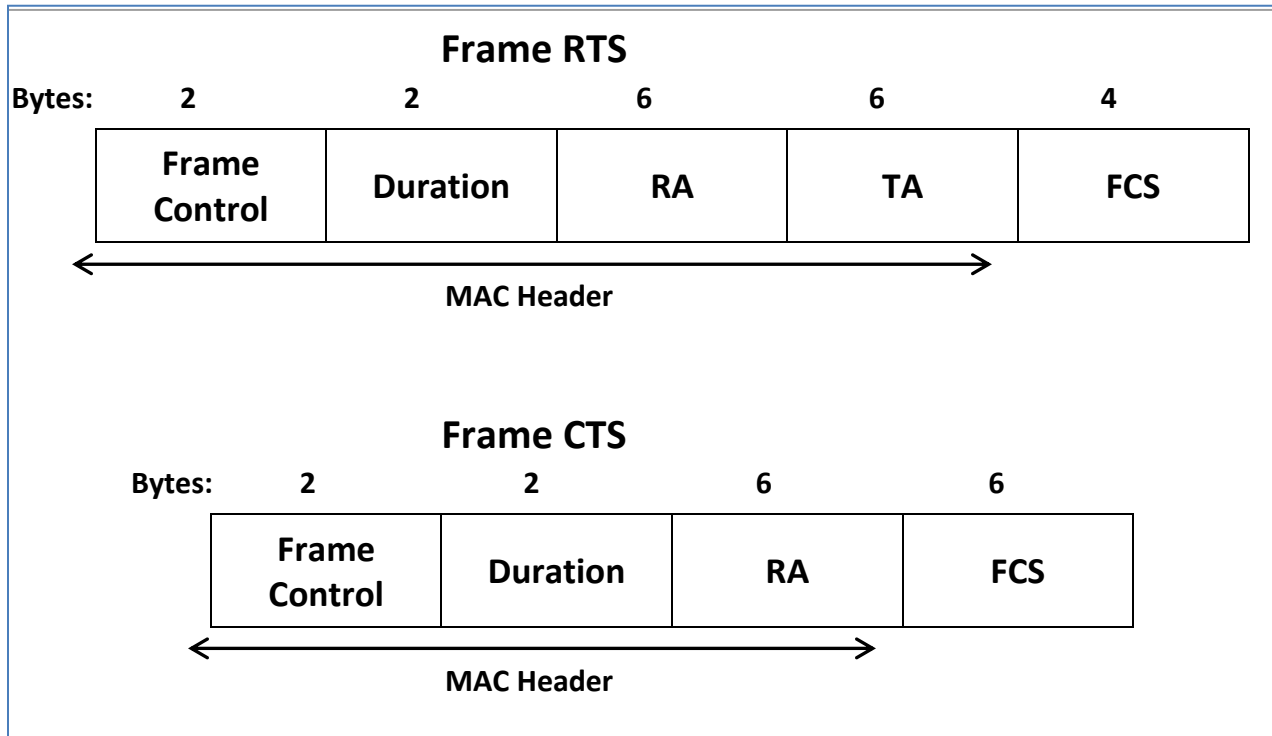 Frame RTS
Bytes: 2 2 6 6 4
Frame Control Duration RA TA FCS
MAC Header
Frame CTS
Bytes: 2 2 6 6
Frame Control Duration RA FCS
MAC Header